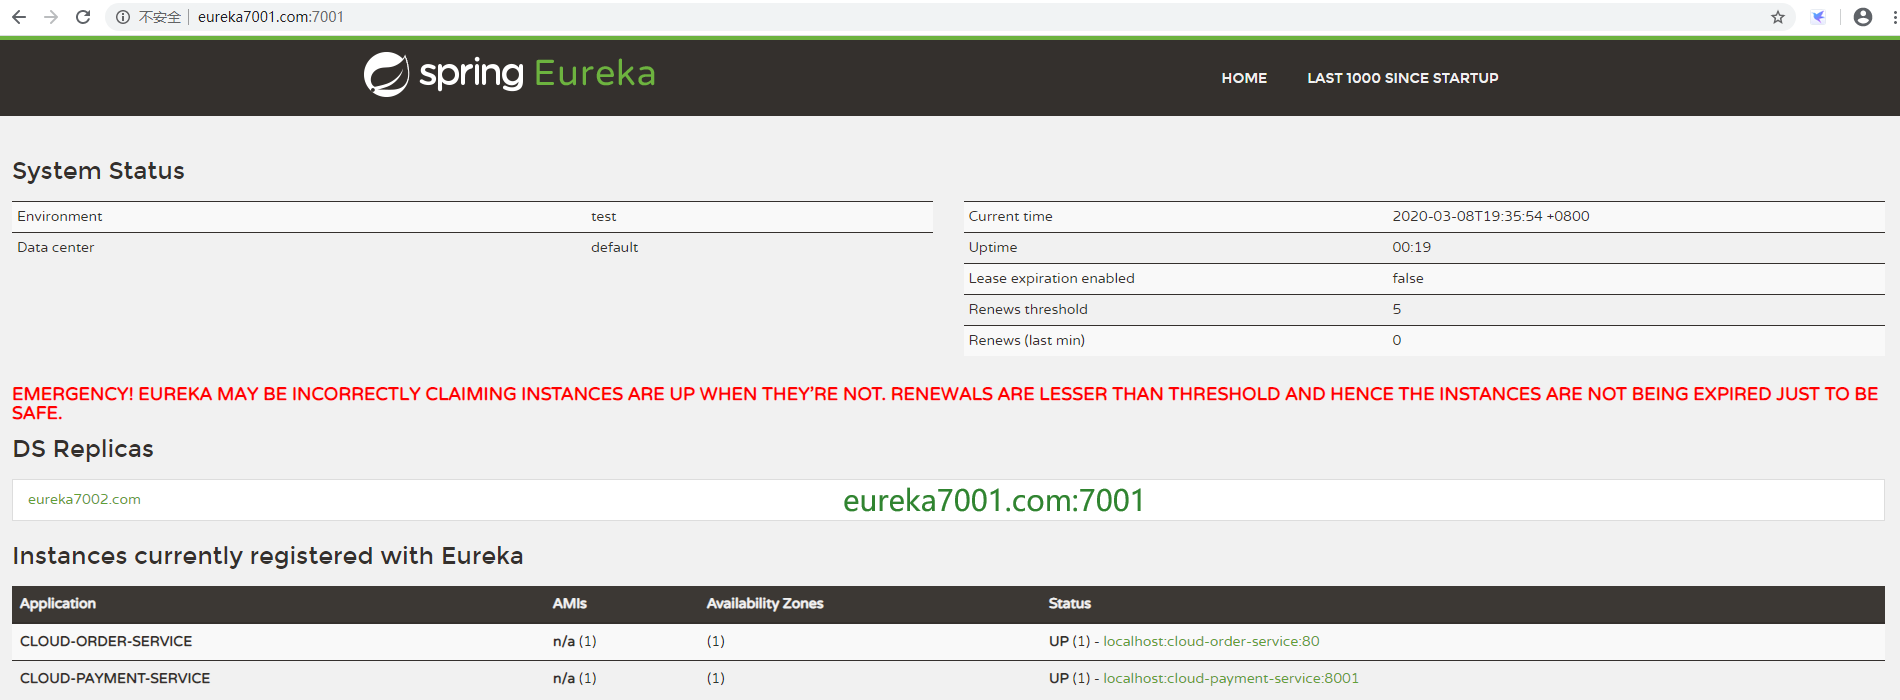 不安全 eureka7001.com:7001
spring Eureka
HOME LAST 1000 SINCE STARTUP
System Status
Environment test
Data center default
Current time 2020-03-08T19:35:54 +0800
Uptime 00:19
Lease expiration enabled false
Renews threshold 5
Renews (last min) 0
EMERGENCY! EUREKA MAY BE INCORRECTLY CLAIMING INSTANCES ARE UP WHEN THEY'RE NOT. RENEWALS ARE LESSER THAN THRESHOLD AND HENCE THE INSTANCES ARE NOT BEING EXPIRED JUST TO BE
SAFE.
DS Replicas
eureka7002.com
eureka7001.com:7001
Instances currently registered with Eureka
Application AMIs Availability Zones Status
CLOUD-ORDER-SERVICE n/a (1) (1) UP (1) - localhost:cloud-order-service:80
CLOUD-PAYMENT-SERVICE n/a (1) (1) UP (1) - localhost:cloud-payment-service:8001